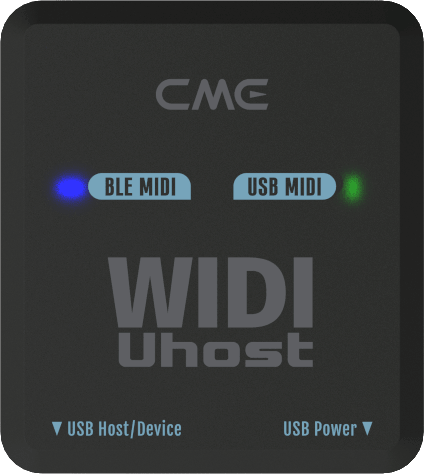 CME
BLE MIDI USB MIDI
WIDI
Uhost
▼ USB Host/Device USB Power ▼